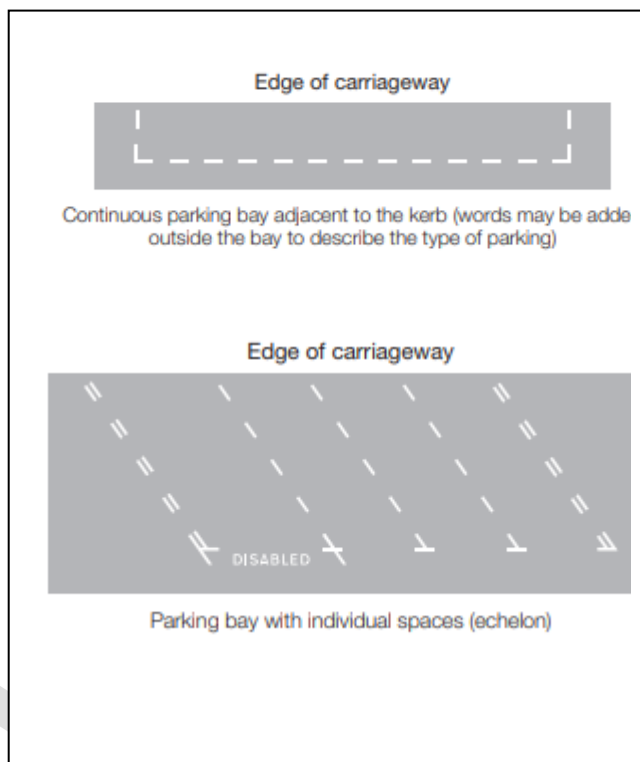 Edge of carriageway
Continuous parking bay adjacent to the kerb (words may be adde
outside the bay to describe the type of parking)
Edge of carriageway
DISABLED
Parking bay with individual spaces (echelon)